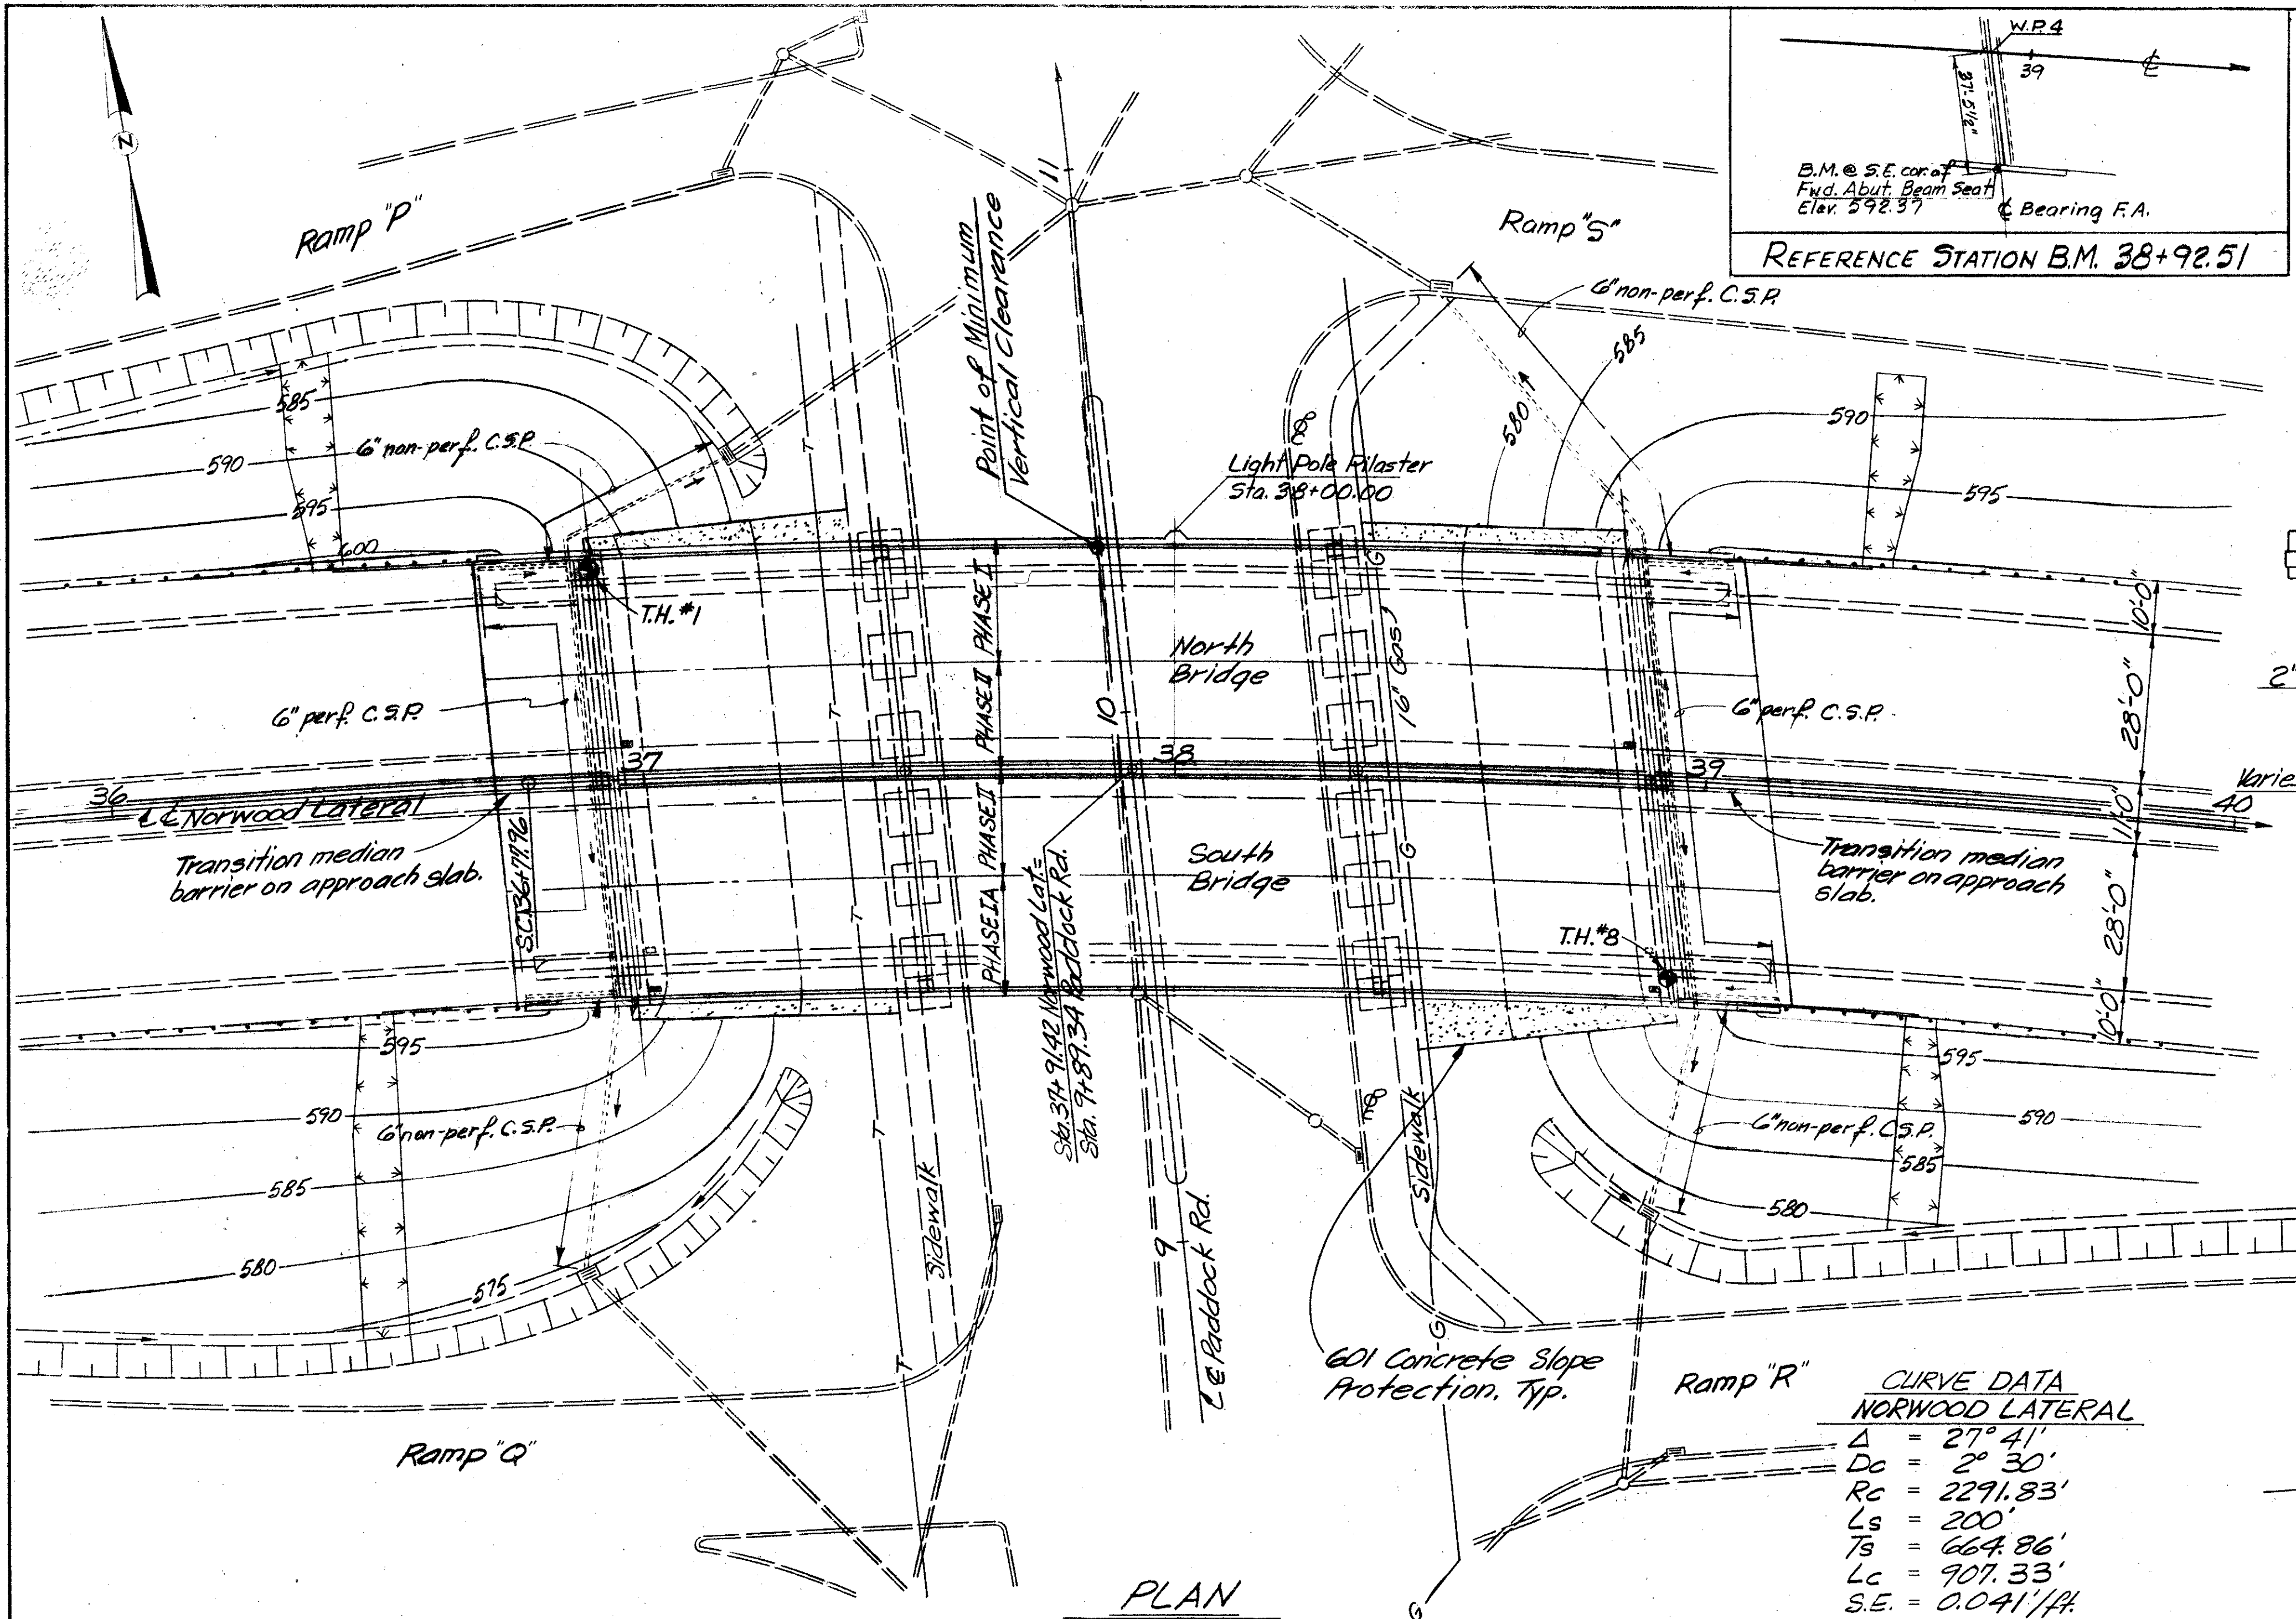 W.P. 4
39
℄
37'-5 1/2"
B.M. @ S.E. cor. of
Fwd. Abut. Beam Seat
Elev. 592.37
℄ Bearing F.A.
REFERENCE STATION B.M. 38+92.51
N
Ramp "P"
11
Point of Minimum
Vertical Clearance
Ramp "S"
6" non-perf. C.S.P.
585
580
590
595
585
590
595
600
6" non-perf. C.S.P.
T
Light Pole Pilaster
Sta. 38+00.00
T.H. #1
PHASE I
PHASE II
North
Bridge
10
16" Gas
G
6" perf. C.S.P.
6" perf. C.S.P.
10'-0"
28'-0"
11'-0"
28'-0"
10'-0"
2"
36
37
38
39
40
℄ Norwood Lateral
Transition median
barrier on approach slab.
S.C. 36+77.96
T
PHASE II
PHASE IA
South
Bridge
G
Transition median
barrier on approach
slab.
T.H. #8
Sta. 37+91.42 Norwood Lat. =
Sta. 9+89.34 Paddock Rd.
595
590
585
580
575
6" non-perf. C.S.P.
T
T
Sidewalk
9
℄ Paddock Rd.
Sidewalk
G
595
590
585
580
6" non-perf. C.S.P.
601 Concrete Slope
Protection, Typ.
Ramp "Q"
Ramp "R"
CURVE DATA
NORWOOD LATERAL
Δ = 27° 41'
Dc = 2° 30'
Rc = 2291.83'
Ls = 200'
Ts = 664.86'
Lc = 907.33'
S.E. = 0.041'/ft.
PLAN
G